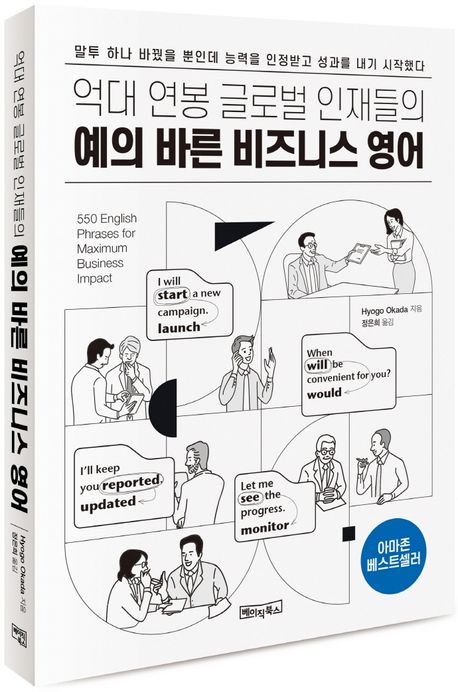 말투 하나 바꿨을 뿐인데 능력을 인정받고 성과를 내기 시작했다
억대 연봉 글로벌 인재들의
예의 바른 비즈니스 영어
550 English
Phrases for
Maximum
Business
Impact
Hyogo Okada 지음
정은희 옮김
I will
start a new
campaign.
launch
When
will be
convenient for you?
would
I'll keep
you reported.
updated
Let me
see the
progress.
monitor
아마존
베스트셀러
베이직북스
억대 연봉 글로벌 인재들의 예의 바른 비즈니스 영어
Hyogo Okada 지음
정은희 옮김
베이직
북스